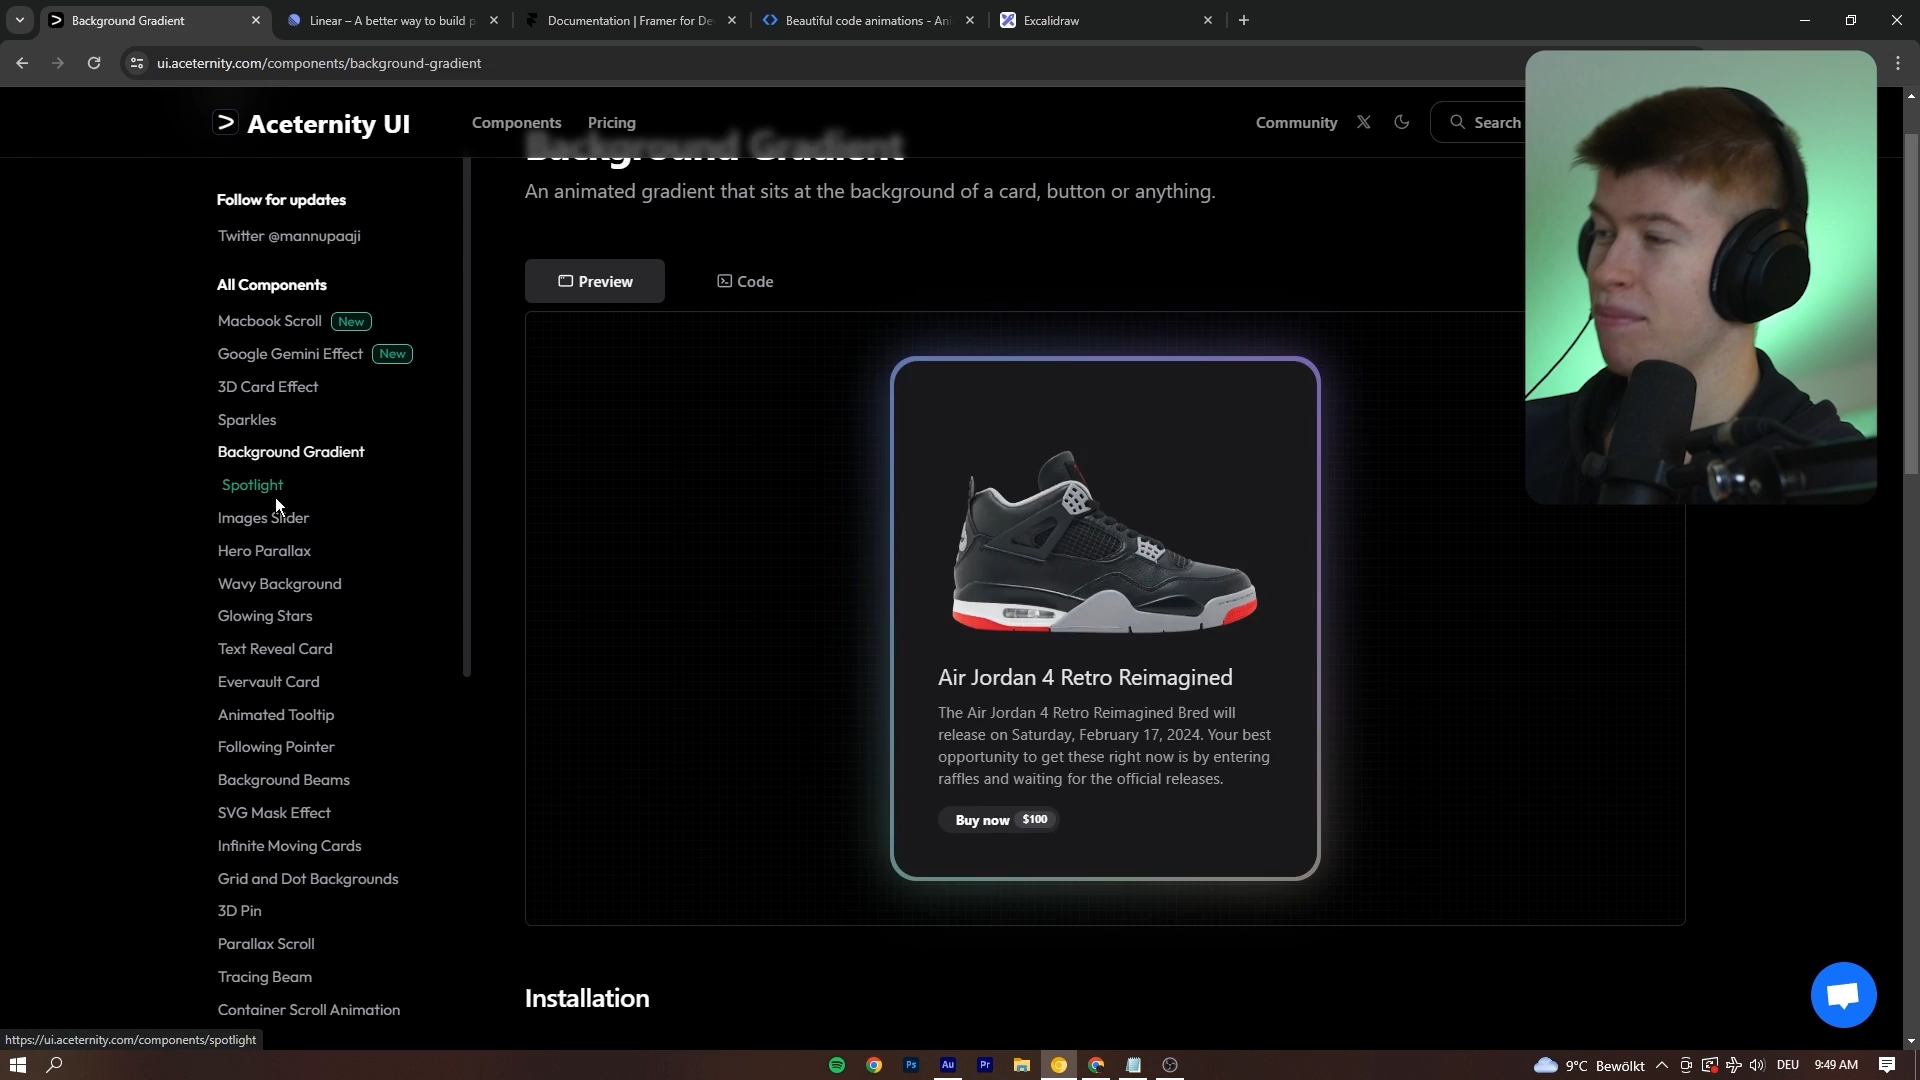 Background Gradient
Linear – A better way to build p
Documentation | Framer for De
Beautiful code animations - Ani
Excalidraw
ui.aceternity.com/components/background-gradient
Aceternity UI
Components
Pricing
Community
Search
Follow for updates
Twitter @mannupaaji
All Components
Macbook Scroll New
Google Gemini Effect New
3D Card Effect
Sparkles
Background Gradient
Spotlight
Images Slider
Hero Parallax
Wavy Background
Glowing Stars
Text Reveal Card
Evervault Card
Animated Tooltip
Following Pointer
Background Beams
SVG Mask Effect
Infinite Moving Cards
Grid and Dot Backgrounds
3D Pin
Parallax Scroll
Tracing Beam
Container Scroll Animation
Background Gradient
An animated gradient that sits at the background of a card, button or anything.
Preview
Code
Air Jordan 4 Retro Reimagined
The Air Jordan 4 Retro Reimagined Bred will
release on Saturday, February 17, 2024. Your best
opportunity to get these right now is by entering
raffles and waiting for the official releases.
Buy now $100
Installation
https://ui.aceternity.com/components/spotlight
Ps
Au
Pr
9°C Bewölkt
DEU
9:49 AM